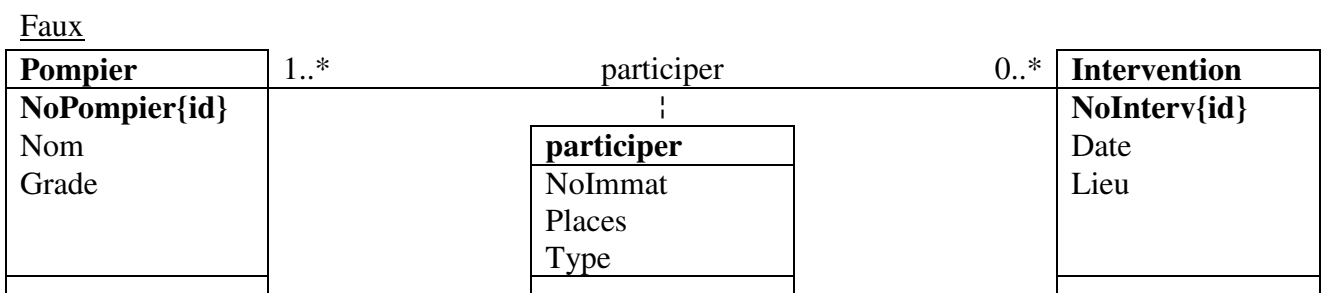 Faux
Pompier 1..* participer 0..* Intervention
NoPompier{id} NoInterv{id}
Nom participer Date
Grade NoImmat Lieu
Places
Type